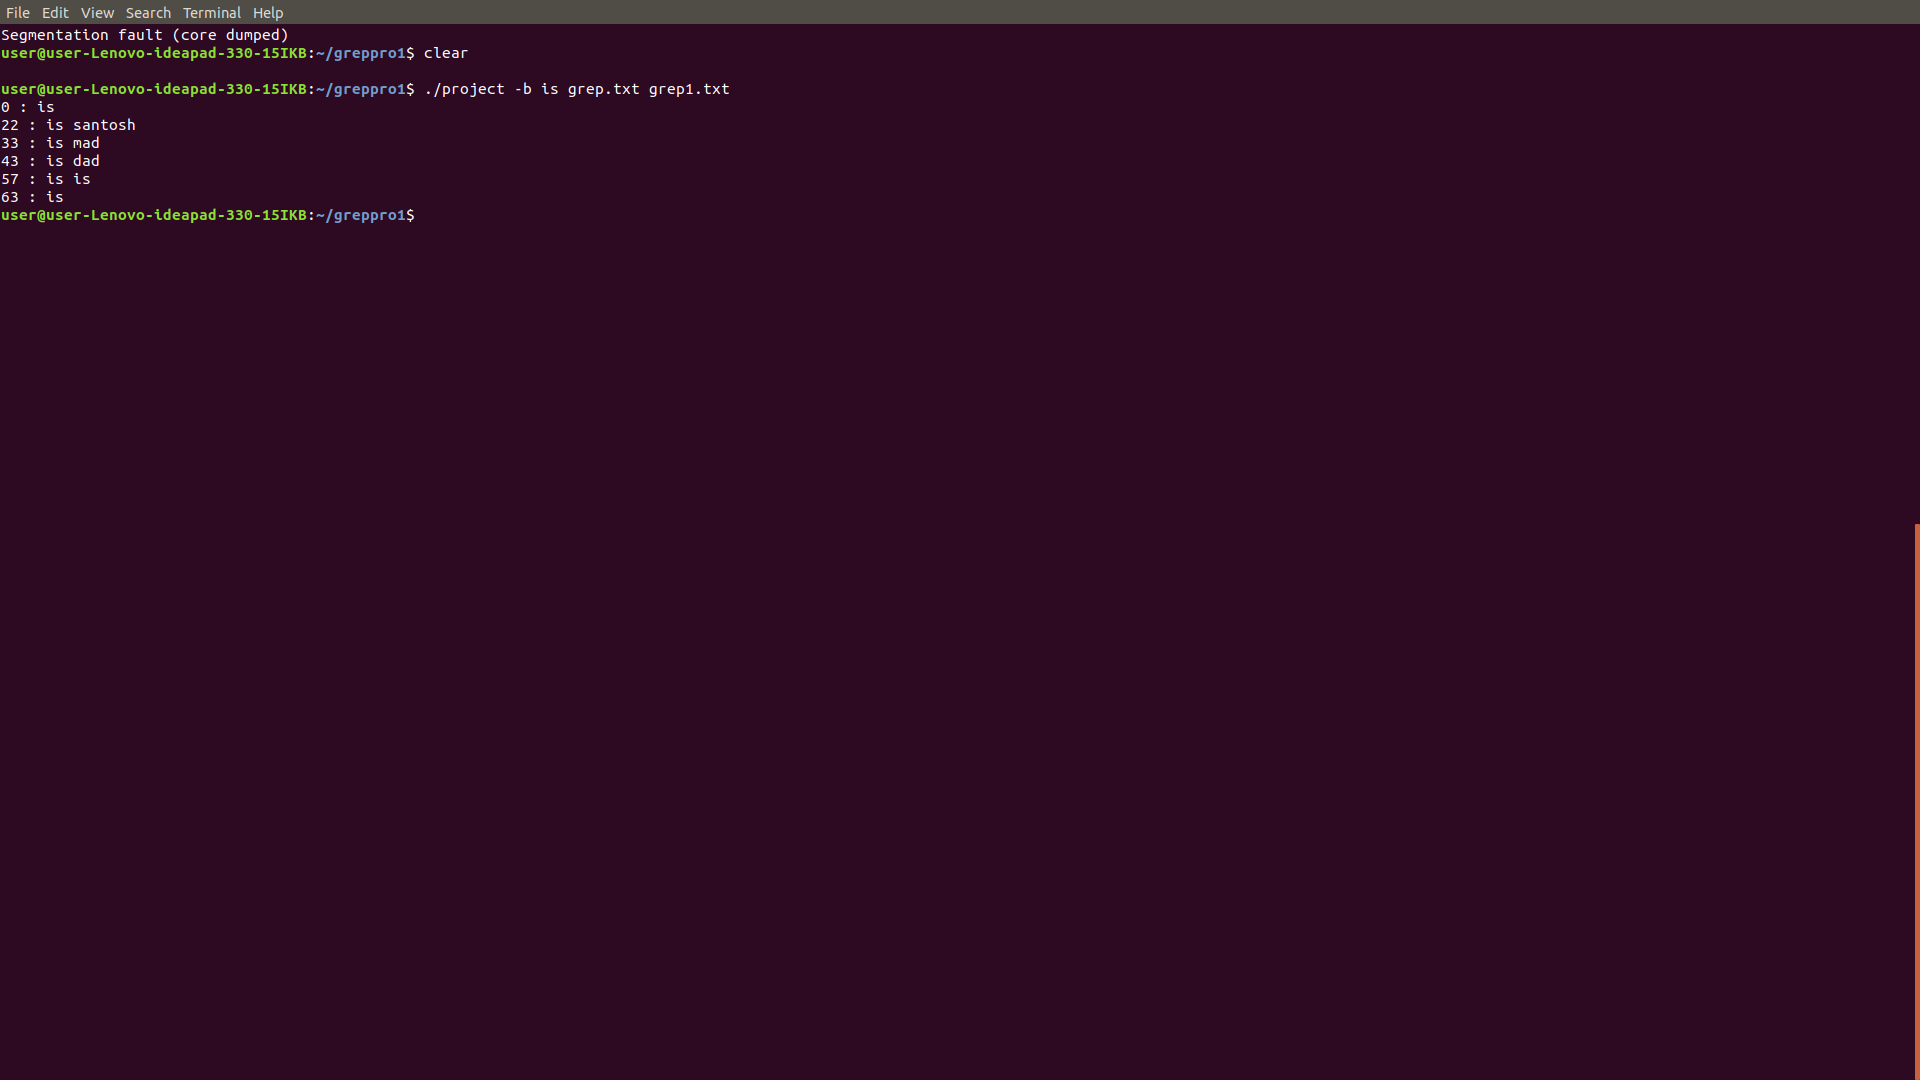 File Edit View Search Terminal Help
Segmentation fault (core dumped)
user@user-Lenovo-ideapad-330-15IKB:~/greppro1$ clear
user@user-Lenovo-ideapad-330-15IKB:~/greppro1$ ./project -b is grep.txt grep1.txt
0 : is
22 : is santosh
33 : is mad
43 : is dad
57 : is is
63 : is
user@user-Lenovo-ideapad-330-15IKB:~/greppro1$